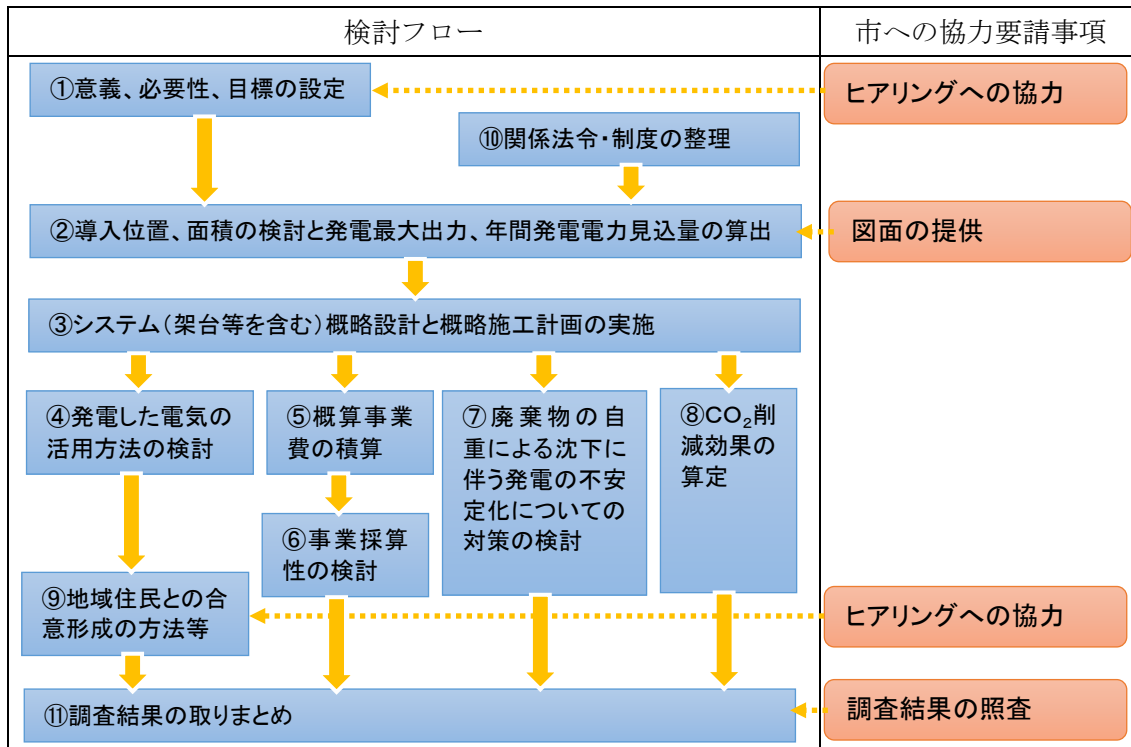 検討フロー
市への協力要請事項
①意義、必要性、目標の設定
ヒアリングへの協力
⑩関係法令・制度の整理
②導入位置、面積の検討と発電最大出力、年間発電電力見込量の算出
図面の提供
③システム（架台等を含む）概略設計と概略施工計画の実施
④発電した電気の
活用方法の検討
⑤概算事業
費の積算
⑥事業採算
性の検討
⑦廃棄物の自
重による沈下に
伴う発電の不安
定化についての
対策の検討
⑧CO₂削
減効果の
算定
⑨地域住民との合
意形成の方法等
ヒアリングへの協力
⑪調査結果の取りまとめ
調査結果の照査